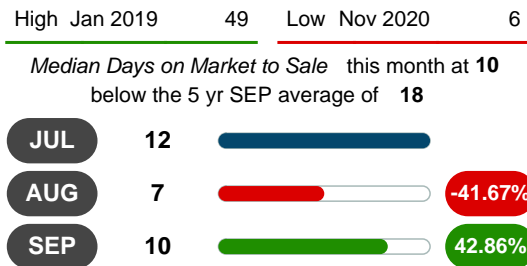 High Jan 2019 49 Low Nov 2020 6
Median Days on Market to Sale this month at 10
below the 5 yr SEP average of 18
JUL 12
AUG 7 -41.67%
SEP 10 42.86%